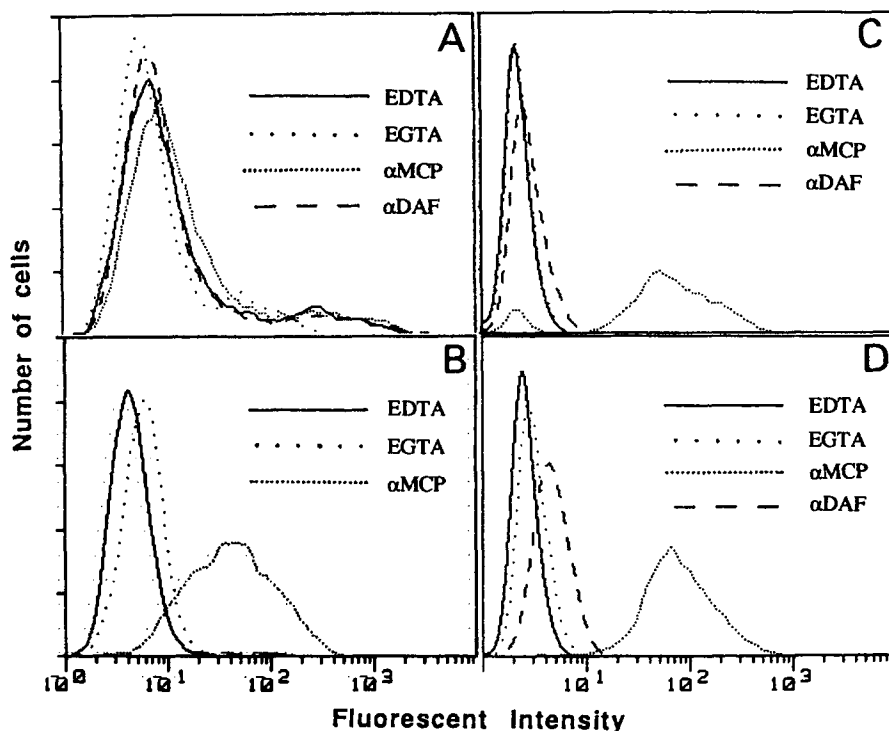 A
EDTA
EGTA
αMCP
αDAF
C
EDTA
EGTA
αMCP
αDAF
B
EDTA
EGTA
αMCP
D
EDTA
EGTA
αMCP
αDAF
Number of cells
10⁰ 10¹ 10² 10³
10¹ 10² 10³
Fluorescent Intensity